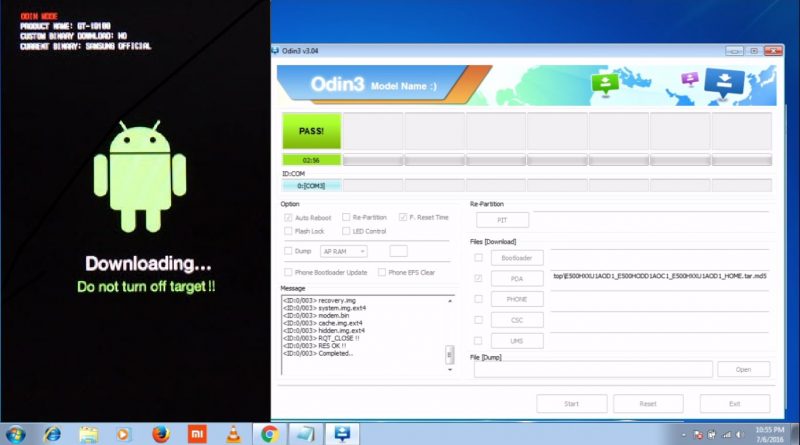 ODIN MODE
PRODUCT NAME: GT-I9100
CUSTOM BINARY DOWNLOAD: NO
CURRENT BINARY: SAMSUNG OFFICIAL
Downloading...
Do not turn off target !!
Odin3 v3.04
Odin3 Model Name :)
PASS!
02:56
ID:COM
0:[COM3]
Option
Auto Reboot Re-Partition F. Reset Time
Flash Lock LED Control
Dump AP RAM
Phone Bootloader Update Phone EFS Clear
Message
<ID:0/003> recovery.img
<ID:0/003> system.img.ext4
<ID:0/003> modem.bin
<ID:0/003> cache.img.ext4
<ID:0/003> hidden.img.ext4
<ID:0/003> RQT_CLOSE !!
<ID:0/003> RES OK !!
<ID:0/003> Completed..
Re-Partition
PIT
Files [Download]
Bootloader
PDA top\E500HXXU1AOD1_E500HODD1AOC1_E500HXXU1AOD1_HOME.tar.md5
PHONE
CSC
UMS
File [Dump]
Open
Start Reset Exit
mi
10:55 PM
7/6/2016